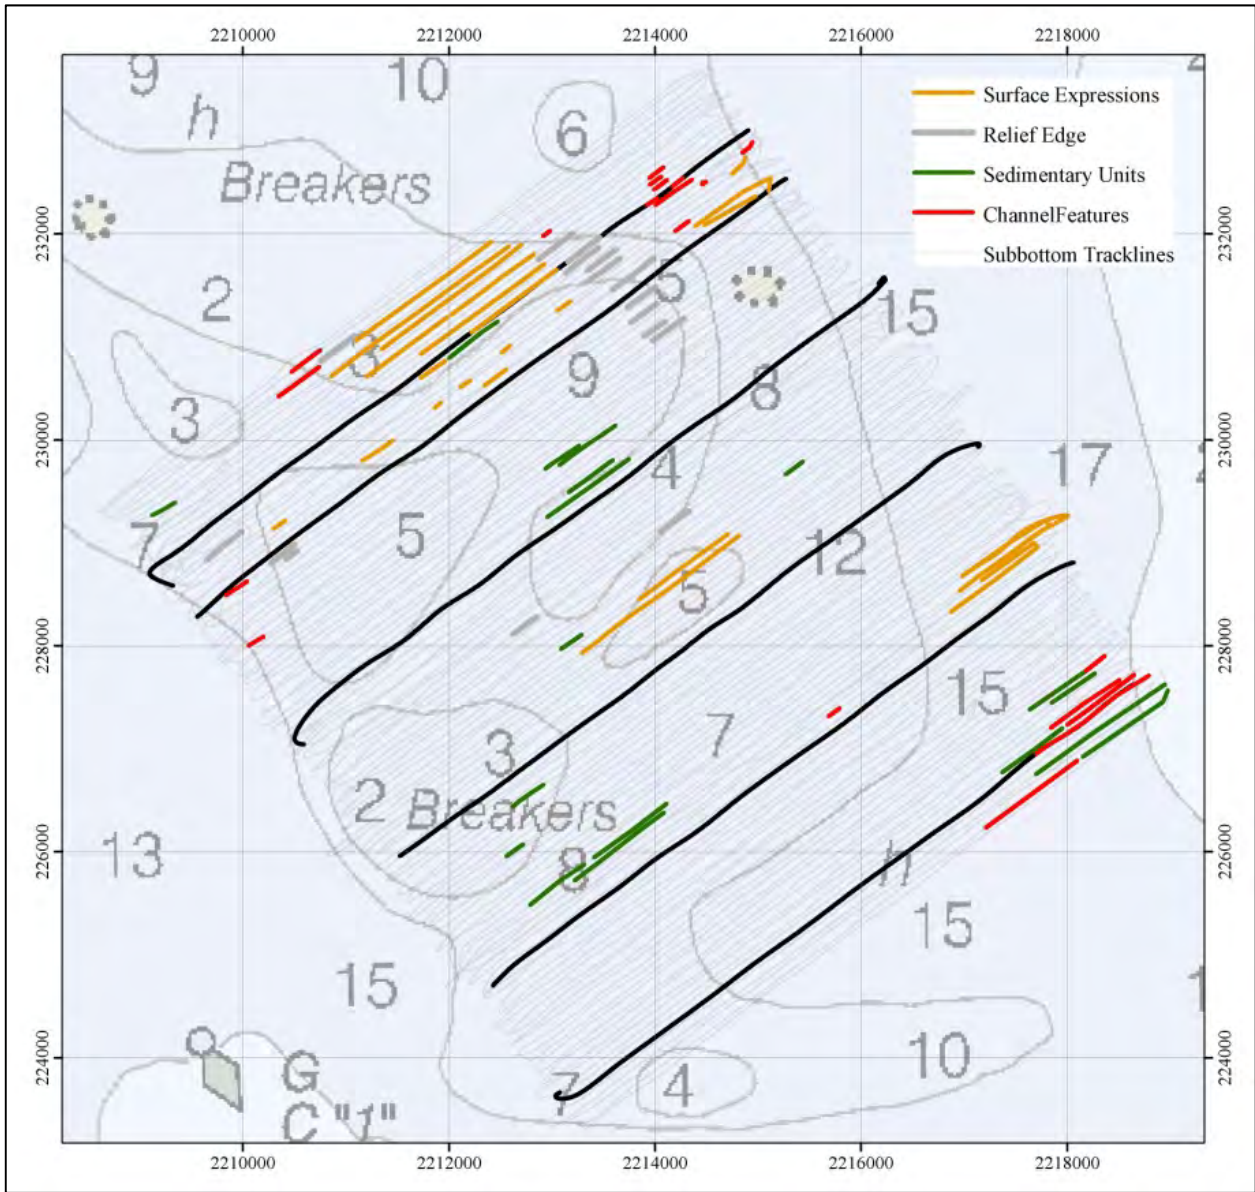 2210000 2212000 2214000 2216000 2218000
9 10
Surface Expressions
h
6
Relief Edge
Breakers
Sedimentary Units
ChannelFeatures
232000 232000
Subbottom Tracklines
2 5 15
3
9 8
3
230000 230000
4 17
7 5 12
5
228000 228000
15
3 7
2 Breakers
13 8 h
226000 226000
15
15
10
224000 224000
G 7 4
C "1"
2210000 2212000 2214000 2216000 2218000